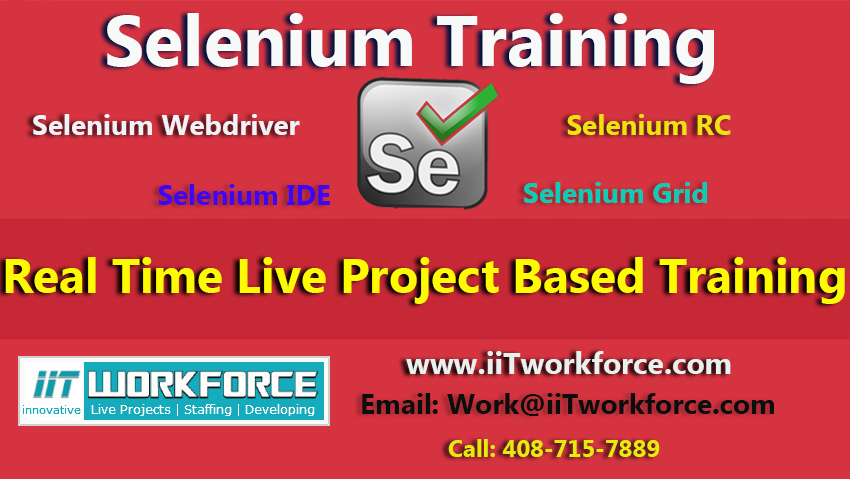 Selenium Training
Selenium Webdriver
Se
Selenium RC
Selenium IDE
Selenium Grid
Real Time Live Project Based Training
iiT WORKFORCE
innovative Live Projects | Staffing | Developing
www.iiTworkforce.com
Email: Work@iiTworkforce.com
Call: 408-715-7889